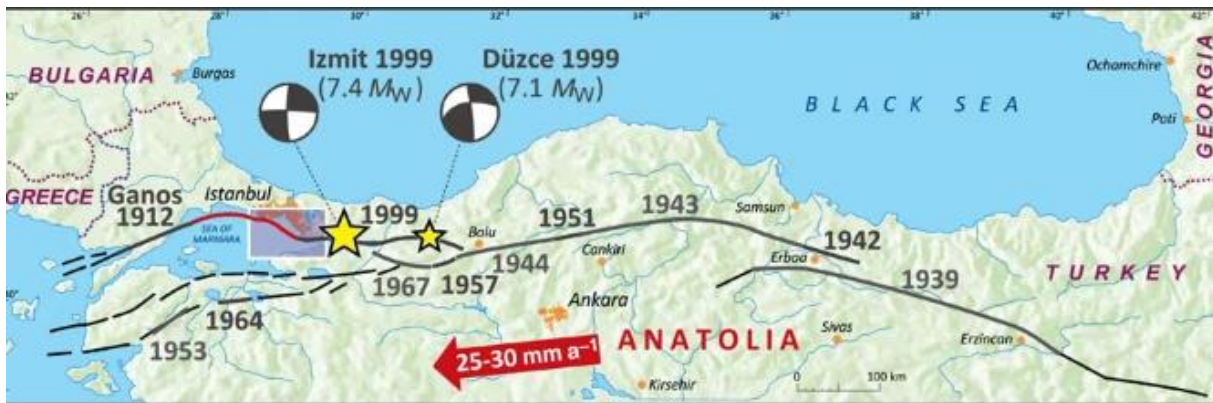 26°
28°
30°
32°
34°
36°
38°
40°
42°
BULGARIA
Burgas
Izmit 1999
(7.4 Mw)
Düzce 1999
(7.1 Mw)
BLACK SEA
Ochamchire
Poti
GEORGIA
GREECE
Ganos
1912
Istanbul
SEA OF
MARMARA
1999
Balu
1951
1943
Samsun
1942
Erbaa
1944
Cankiri
1967
1957
1939
TURKEY
1964
1953
Ankara
ANATOLIA
Sivas
Erzincan
25-30 mm a⁻¹
Kirsehir
0 100 km